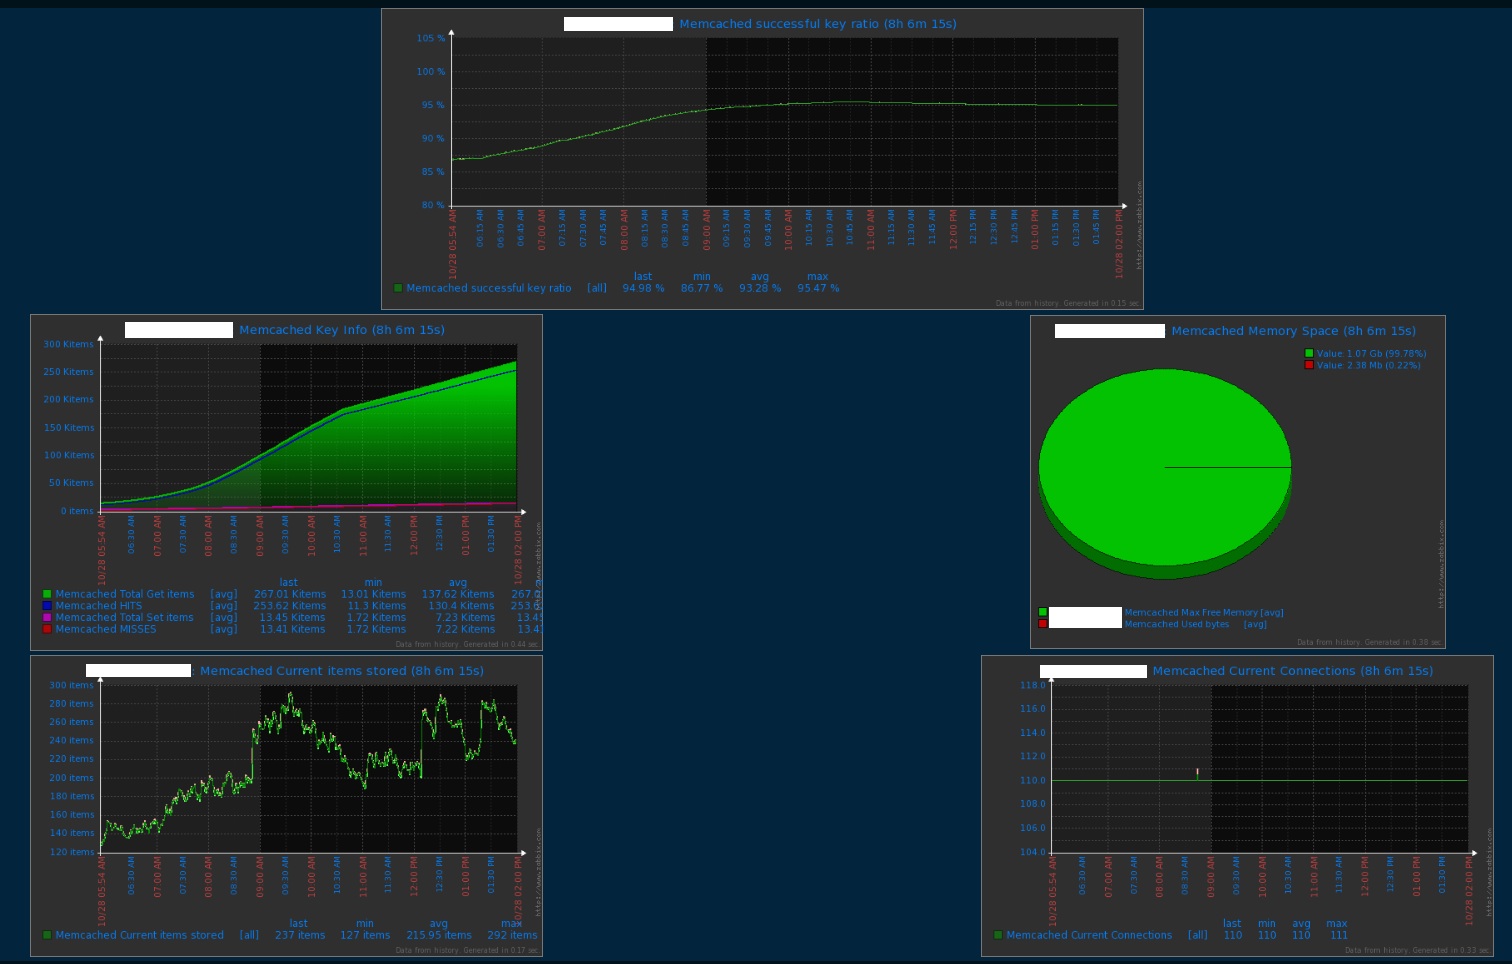 Memcached successful key ratio (8h 6m 15s)
105 %
100 %
95 %
90 %
85 %
80 %
10/28 05:54 AM
06:15 AM
06:30 AM
06:45 AM
07:00 AM
07:15 AM
07:30 AM
07:45 AM
08:00 AM
08:15 AM
08:30 AM
08:45 AM
09:00 AM
09:15 AM
09:30 AM
09:45 AM
10:00 AM
10:15 AM
10:30 AM
10:45 AM
11:00 AM
11:15 AM
11:30 AM
11:45 AM
12:00 PM
12:15 PM
12:30 PM
12:45 PM
01:00 PM
01:15 PM
01:30 PM
01:45 PM
10/28 02:00 PM
http://www.zabbix.com
last min avg max
Memcached successful key ratio [all] 94.98 % 86.77 % 93.28 % 95.47 %
Data from history. Generated in 0.15 sec
Memcached Key Info (8h 6m 15s)
300 Kitems
250 Kitems
200 Kitems
150 Kitems
100 Kitems
50 Kitems
0 items
10/28 05:54 AM
06:30 AM
07:00 AM
07:30 AM
08:00 AM
08:30 AM
09:00 AM
09:30 AM
10:00 AM
10:30 AM
11:00 AM
11:30 AM
12:00 PM
12:30 PM
01:00 PM
01:30 PM
10/28 02:00 PM
http://www.zabbix.com
last min avg
Memcached Total Get items [avg] 267.01 Kitems 13.01 Kitems 137.62 Kitems 267.0
Memcached HITS [avg] 253.62 Kitems 11.3 Kitems 130.4 Kitems 253.6
Memcached Total Set items [avg] 13.45 Kitems 1.72 Kitems 7.23 Kitems 13.45
Memcached MISSES [avg] 13.41 Kitems 1.72 Kitems 7.22 Kitems 13.41
Data from history. Generated in 0.44 sec
Memcached Memory Space (8h 6m 15s)
Value: 1.07 Gb (99.78%)
Value: 2.38 Mb (0.22%)
http://www.zabbix.com
Memcached Max Free Memory [avg]
Memcached Used bytes [avg]
Data from history. Generated in 0.38 sec
: Memcached Current items stored (8h 6m 15s)
300 items
280 items
260 items
240 items
220 items
200 items
180 items
160 items
140 items
120 items
10/28 05:54 AM
06:30 AM
07:00 AM
07:30 AM
08:00 AM
08:30 AM
09:00 AM
09:30 AM
10:00 AM
10:30 AM
11:00 AM
11:30 AM
12:00 PM
12:30 PM
01:00 PM
01:30 PM
10/28 02:00 PM
http://www.zabbix.com
last min avg max
Memcached Current items stored [all] 237 items 127 items 215.95 items 292 items
Data from history. Generated in 0.17 sec
Memcached Current Connections (8h 6m 15s)
118.0
116.0
114.0
112.0
110.0
108.0
106.0
104.0
10/28 05:54 AM
06:30 AM
07:00 AM
07:30 AM
08:00 AM
08:30 AM
09:00 AM
09:30 AM
10:00 AM
10:30 AM
11:00 AM
11:30 AM
12:00 PM
12:30 PM
01:00 PM
01:30 PM
10/28 02:00 PM
http://www.zabbix.com
last min avg max
Memcached Current Connections [all] 110 110 110 111
Data from history. Generated in 0.33 sec